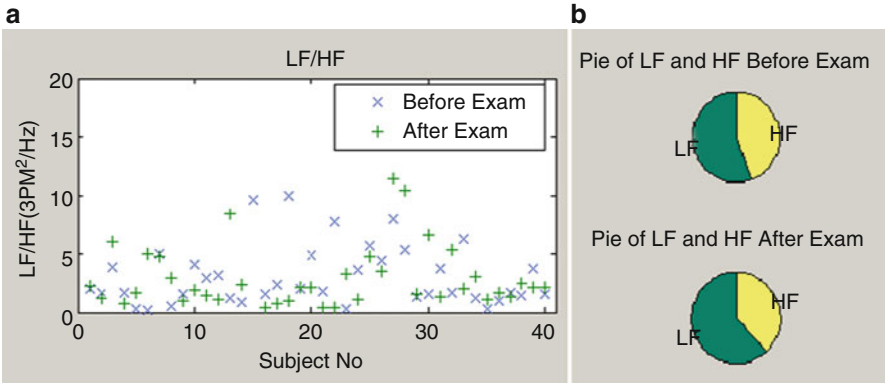 a
LF/HF
20
15
10
5
0
LF/HF(3PM²/Hz)
Before Exam
After Exam
0 10 20 30 40
Subject No
b
Pie of LF and HF Before Exam
HF
LF
Pie of LF and HF After Exam
HF
LF